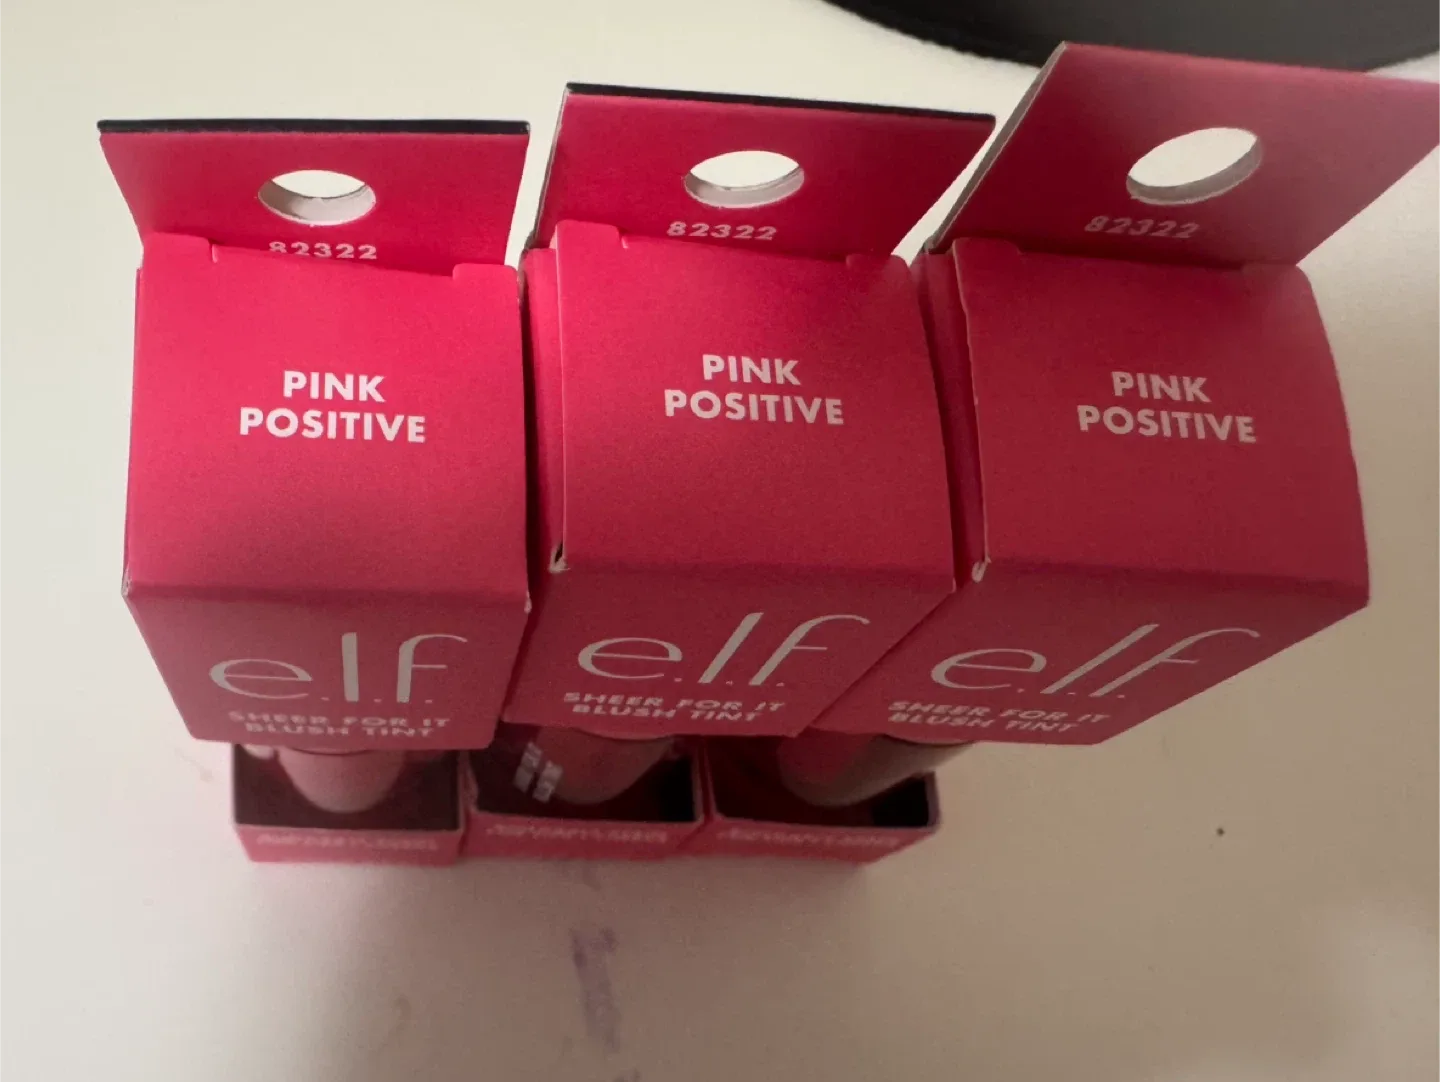 82322
PINK
POSITIVE
e.l.f.
SHEER FOR IT
BLUSH TINT
82322
PINK
POSITIVE
e.l.f.
SHEER FOR IT
BLUSH TINT
82322
PINK
POSITIVE
e.l.f.
SHEER FOR IT
BLUSH TINT